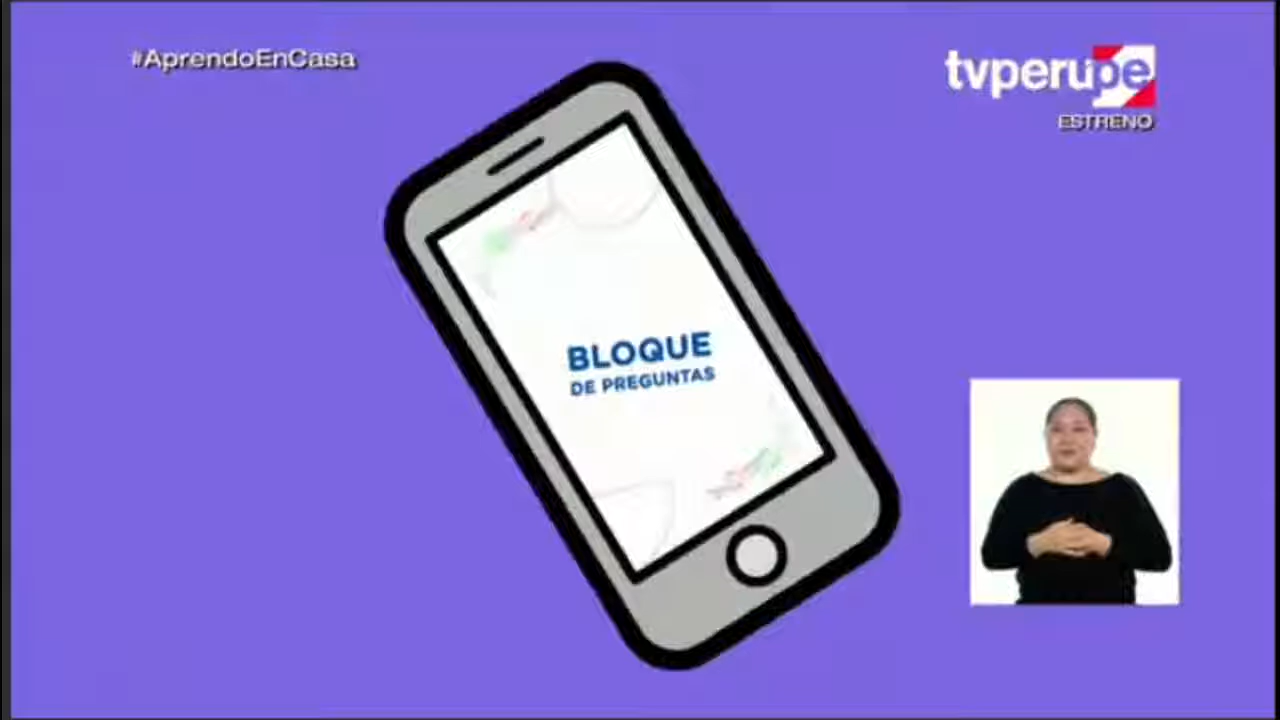 #AprendoEnCasa
tvperupe
ESTRENO
BLOQUE
DE PREGUNTAS